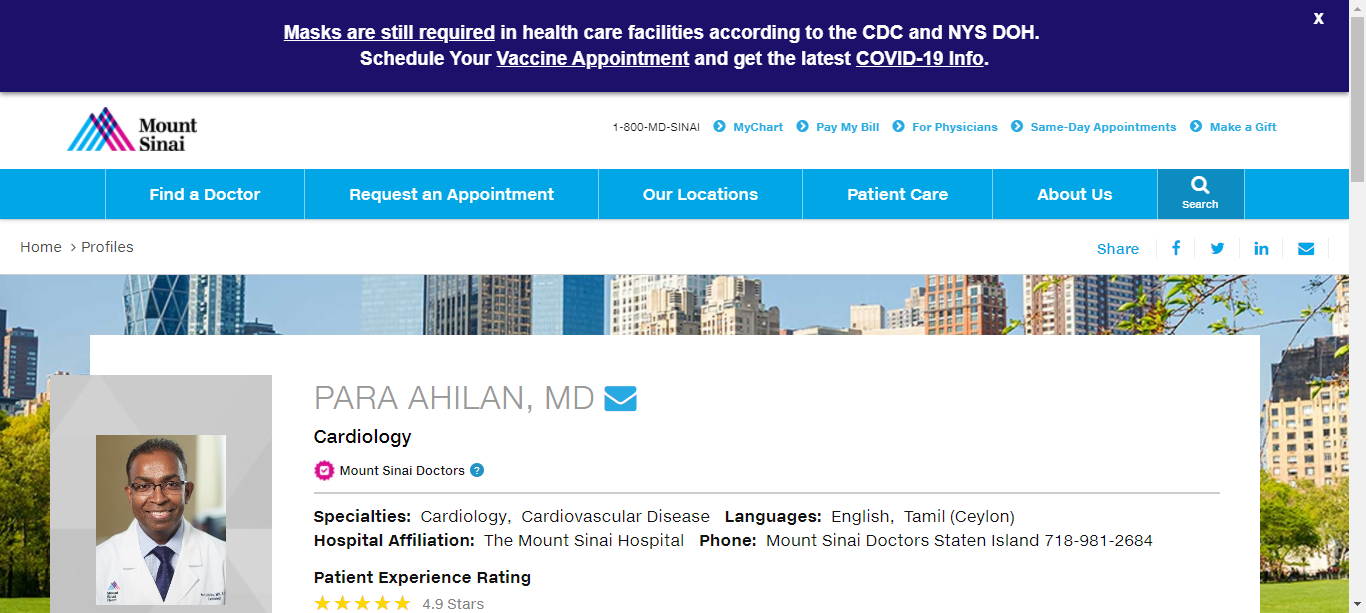 Masks are still required in health care facilities according to the CDC and NYS DOH.
X
Schedule Your Vaccine Appointment and get the latest COVID-19 Info.
Mount
Sinai
1-800-MD-SINAI MyChart Pay My Bill For Physicians Same-Day Appointments Make a Gift
Find a Doctor Request an Appointment Our Locations Patient Care About Us Search
Home > Profiles
Share
PARA AHILAN, MD
Cardiology
Mount Sinai Doctors ?
Specialties: Cardiology, Cardiovascular Disease Languages: English, Tamil (Ceylon)
Hospital Affiliation: The Mount Sinai Hospital Phone: Mount Sinai Doctors Staten Island 718-981-2684
Patient Experience Rating
4.9 Stars